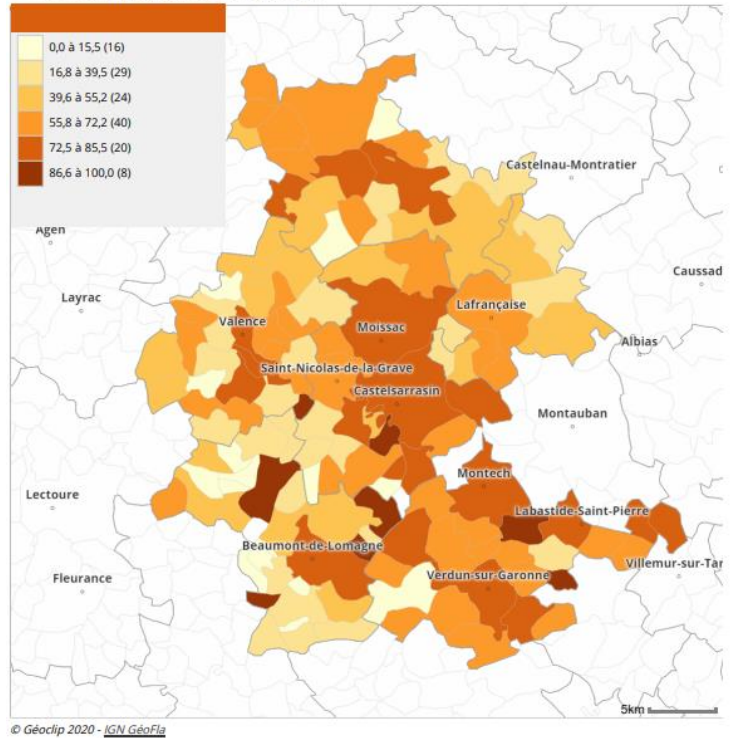 0,0 à 15,5 (16)
16,8 à 39,5 (29)
39,6 à 55,2 (24)
55,8 à 72,2 (40)
72,5 à 85,5 (20)
86,6 à 100,0 (8)
Castelnau-Montratier
Agen
Caussad
Layrac
Lafrançaise
Valence
Moissac
Albias
Saint-Nicolas-de-la-Grave
Castelsarrasin
Montauban
Montech
Lectoure
Labastide-Saint-Pierre
Beaumont-de-Lomagne
Villemur-sur-Tar
Fleurance
Verdun-sur-Garonne
5km
© Géoclip 2020 - IGN GéoFla